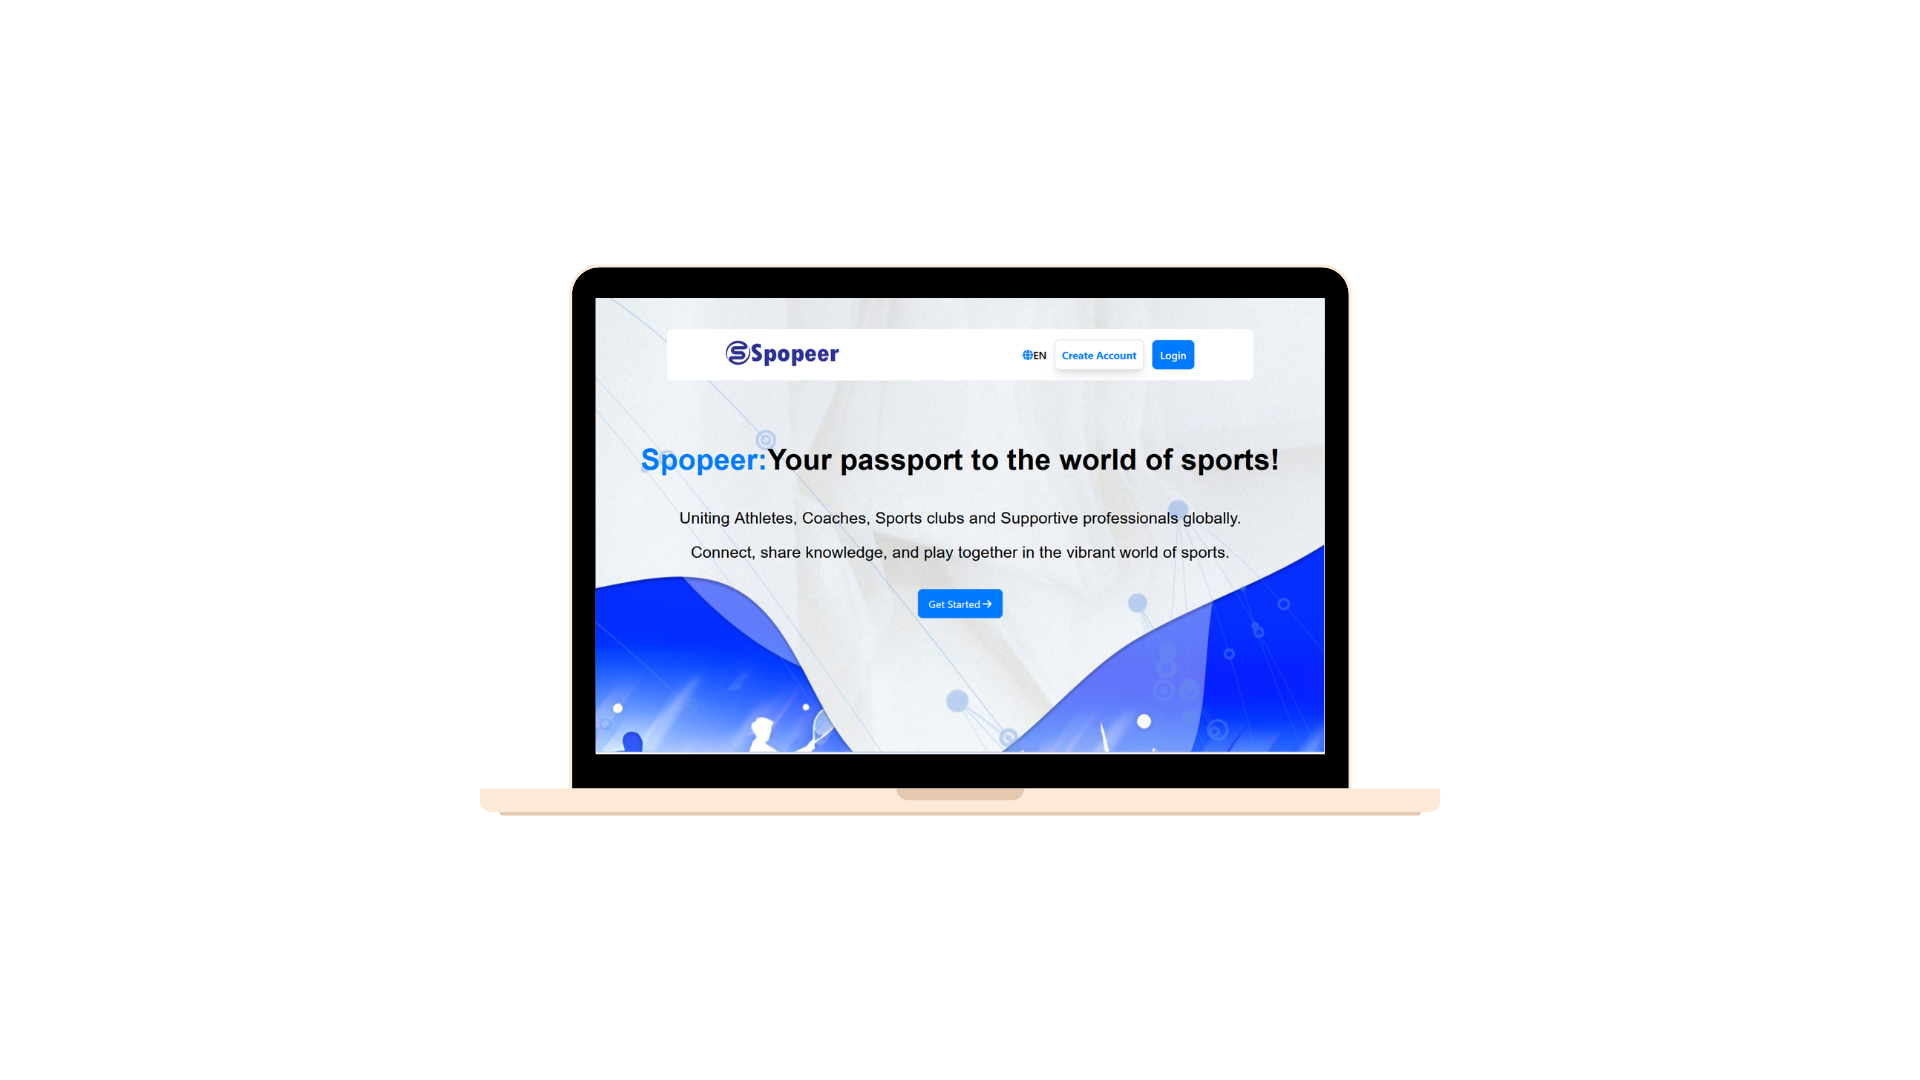 Spopeer
EN
Create Account
Login
Spopeer:Your passport to the world of sports!
Uniting Athletes, Coaches, Sports clubs and Supportive professionals globally.
Connect, share knowledge, and play together in the vibrant world of sports.
Get Started